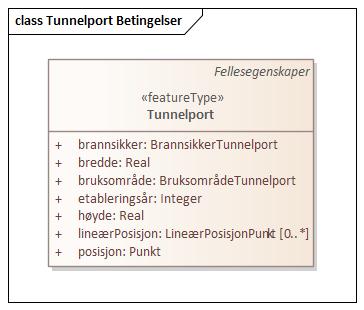 class Tunnelport Betingelser
Fellesegenskaper
«featureType»
Tunnelport
+ brannsikker: BrannsikkerTunnelport
+ bredde: Real
+ bruksområde: BruksområdeTunnelport
+ etableringsår: Integer
+ høyde: Real
+ lineærPosisjon: LineærPosisjonPunkt [0..*]
+ posisjon: Punkt